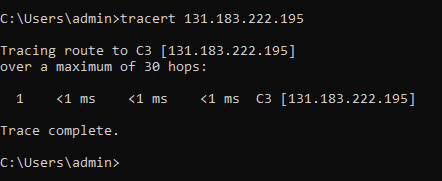 C:\Users\admin>tracert 131.183.222.195
Tracing route to C3 [131.183.222.195]
over a maximum of 30 hops:
  1    <1 ms    <1 ms    <1 ms  C3 [131.183.222.195]
Trace complete.
C:\Users\admin>